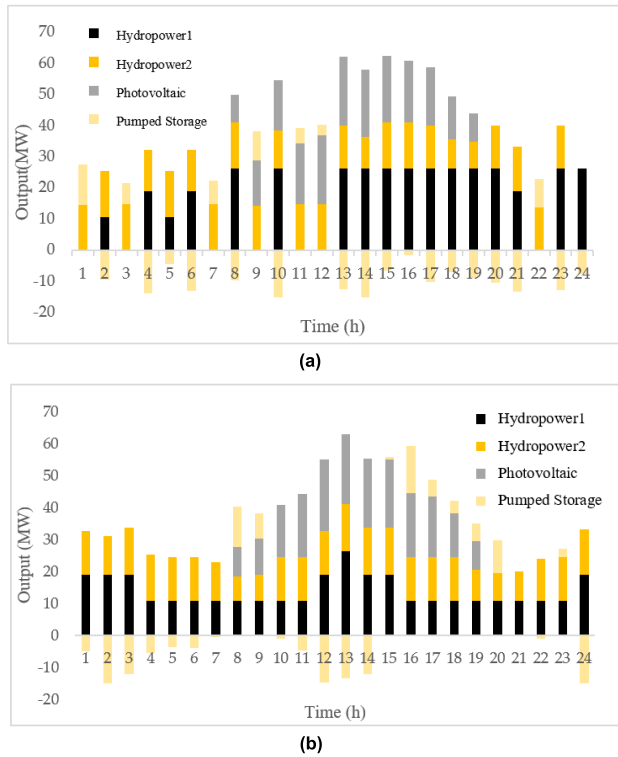 70
60
50
40
30
20
10
0
-10
-20
Output(MW)
Hydropower1
Hydropower2
Photovoltaic
Pumped Storage
1 2 3 4 5 6 7 8 9 10 11 12 13 14 15 16 17 18 19 20 21 22 23 24
Time (h)
(a)
70
60
50
40
30
20
10
0
-10
-20
Output (MW)
Hydropower1
Hydropower2
Photovoltaic
Pumped Storage
1 2 3 4 5 6 7 8 9 10 11 12 13 14 15 16 17 18 19 20 21 22 23 24
Time (h)
(b)